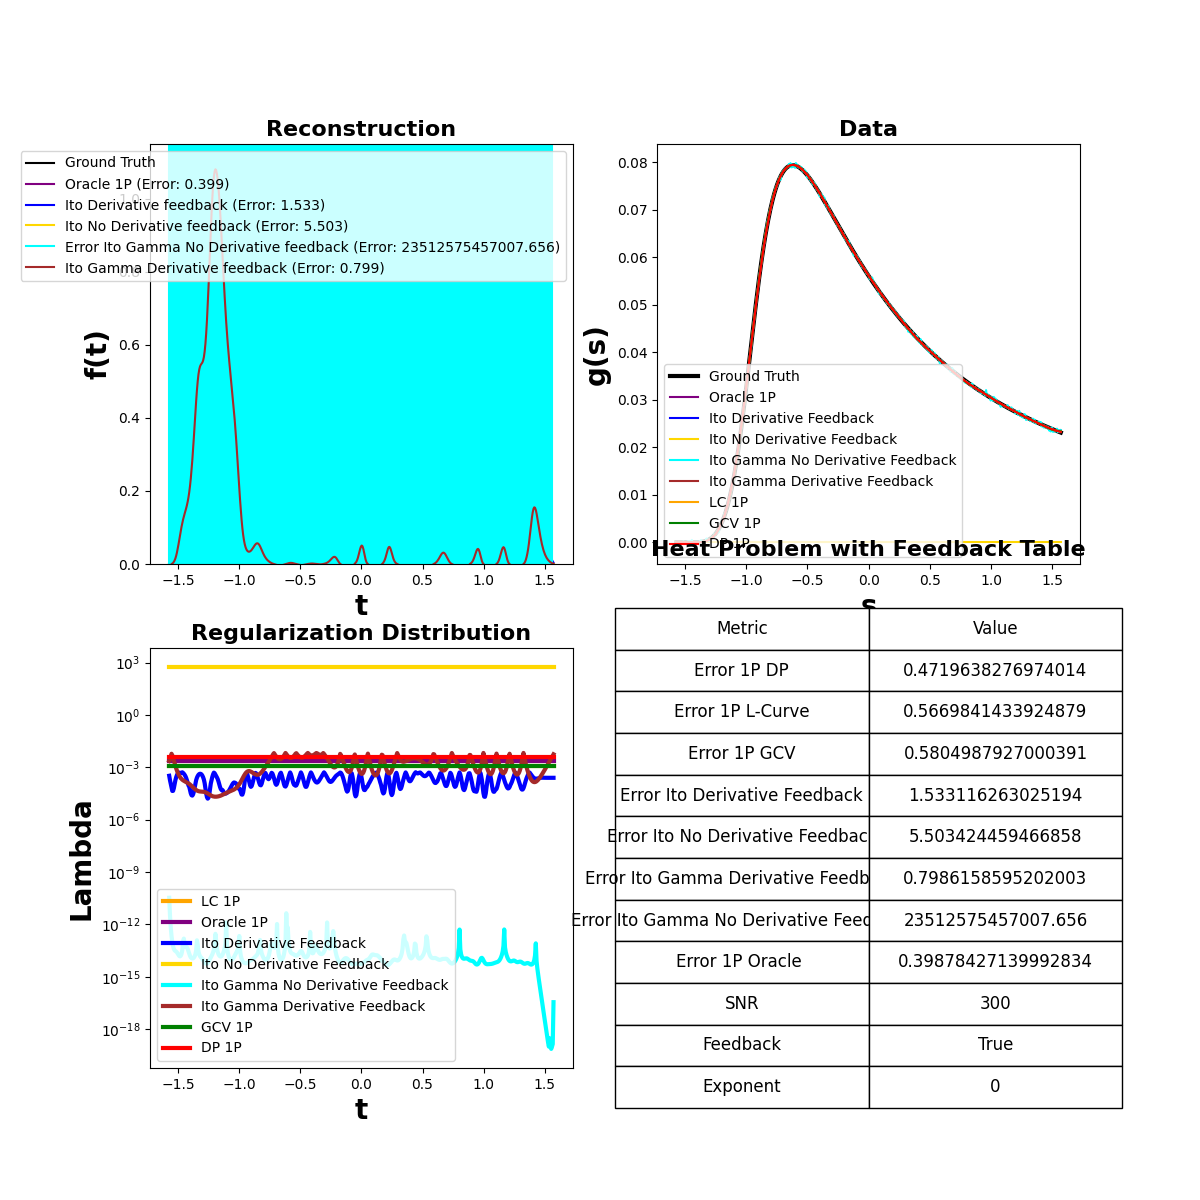 Reconstruction
Ground Truth
Oracle 1P (Error: 0.399)
Ito Derivative feedback (Error: 1.533)
Ito No Derivative feedback (Error: 5.503)
Error Ito Gamma No Derivative feedback (Error: 23512575457007.656)
Ito Gamma Derivative feedback (Error: 0.799)
1.0
0.8
0.6
0.4
0.2
0.0
f(t)
−1.5 −1.0 −0.5 0.0 0.5 1.0 1.5
t
Data
0.08
0.07
0.06
0.05
0.04
0.03
0.02
0.01
0.00
g(s)
Ground Truth
Oracle 1P
Ito Derivative Feedback
Ito No Derivative Feedback
Ito Gamma No Derivative Feedback
Ito Gamma Derivative Feedback
LC 1P
GCV 1P
DP 1P
−1.5 −1.0 −0.5 0.0 0.5 1.0 1.5
s
Regularization Distribution
10^3
10^0
10^−3
10^−6
10^−9
10^−12
10^−15
10^−18
Lambda
LC 1P
Oracle 1P
Ito Derivative Feedback
Ito No Derivative Feedback
Ito Gamma No Derivative Feedback
Ito Gamma Derivative Feedback
GCV 1P
DP 1P
−1.5 −1.0 −0.5 0.0 0.5 1.0 1.5
t
Heat Problem with Feedback Table
Metric Value
Error 1P DP 0.4719638276974014
Error 1P L-Curve 0.5669841433924879
Error 1P GCV 0.5804987927000391
Error Ito Derivative Feedback 1.533116263025194
Error Ito No Derivative Feedbac 5.503424459466858
Error Ito Gamma Derivative Feedb 0.7986158595202003
Error Ito Gamma No Derivative Feec 23512575457007.656
Error 1P Oracle 0.39878427139992834
SNR 300
Feedback True
Exponent 0